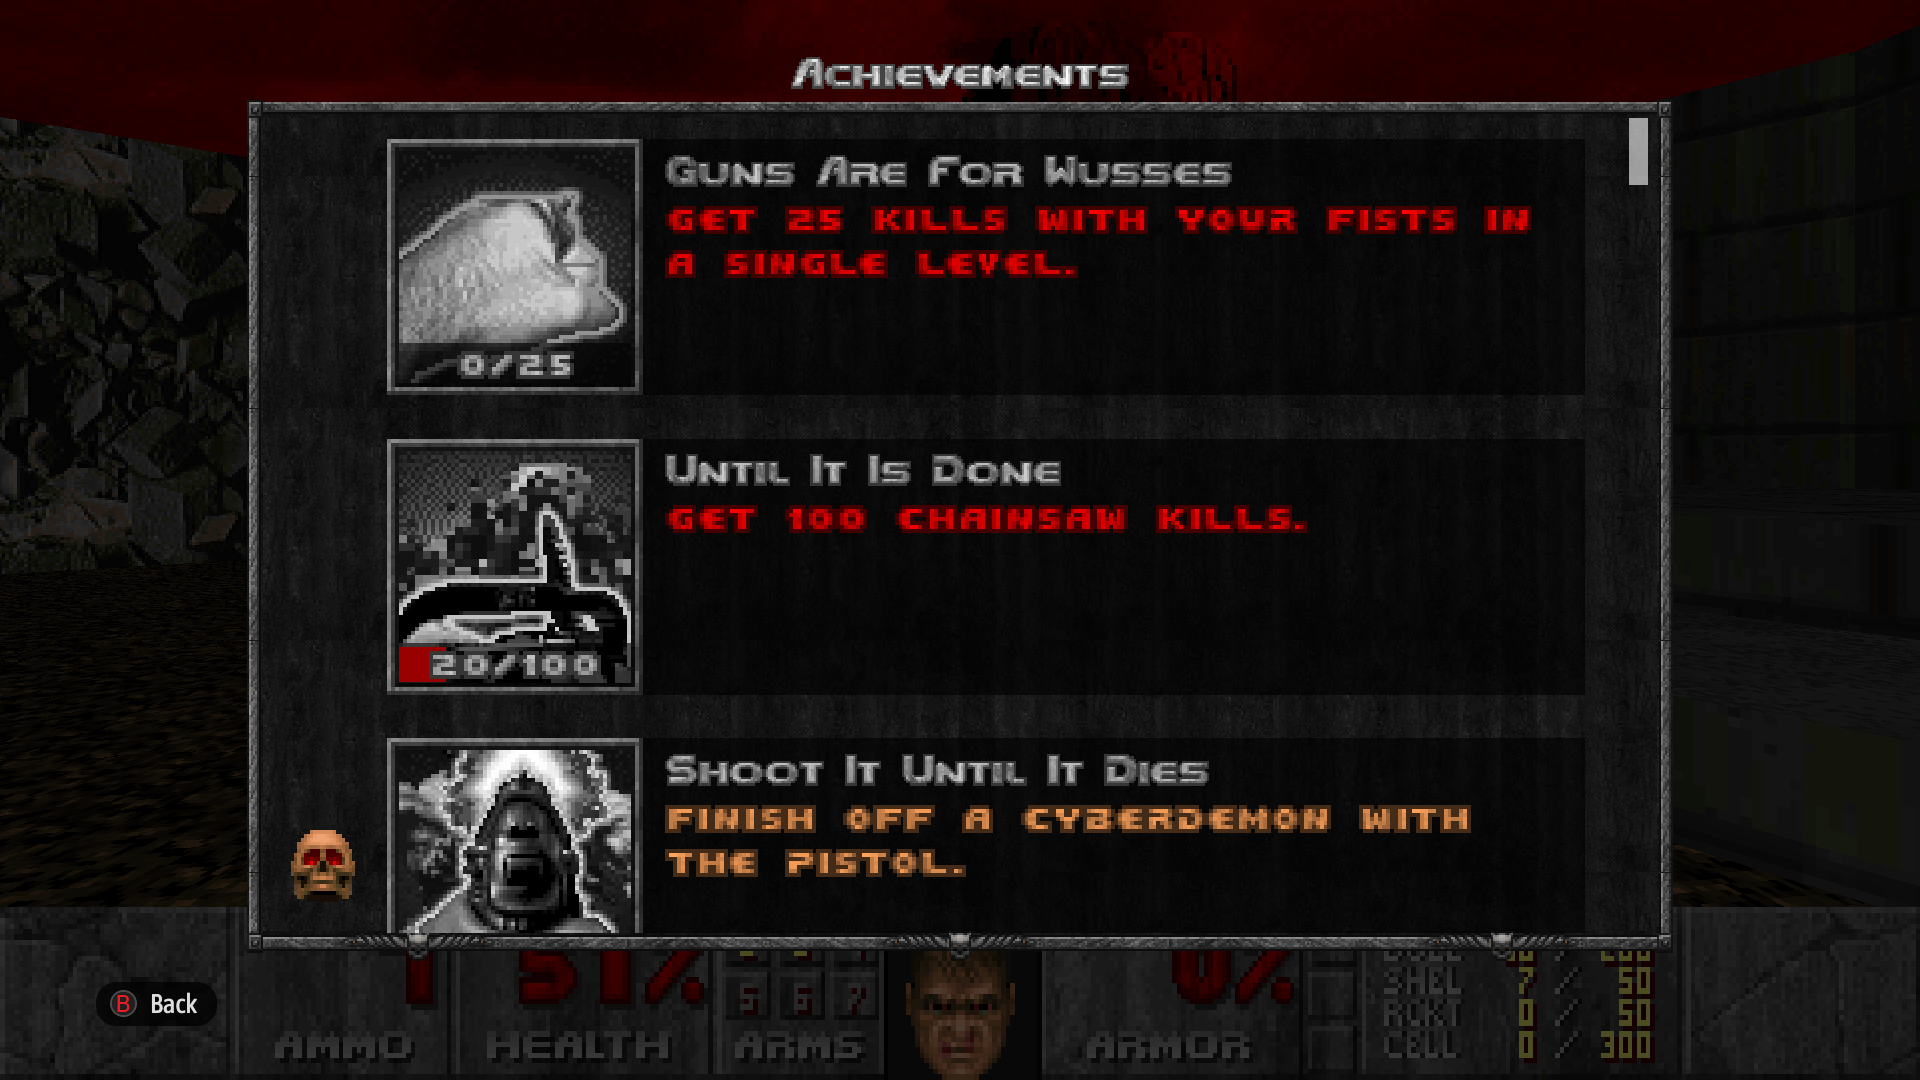 Achievements
Guns Are For Wusses
GET 25 KILLS WITH YOUR FISTS IN
A SINGLE LEVEL.
0/25
Until It Is Done
GET 100 CHAINSAW KILLS.
20/100
Shoot It Until It Dies
FINISH OFF A CYBERDEMON WITH
THE PISTOL.
51% 0%
5 6 7
SHEL 7 / 50
RCKT 0 / 50
CELL 0 / 300
AMMO HEALTH ARMS ARMOR
B Back